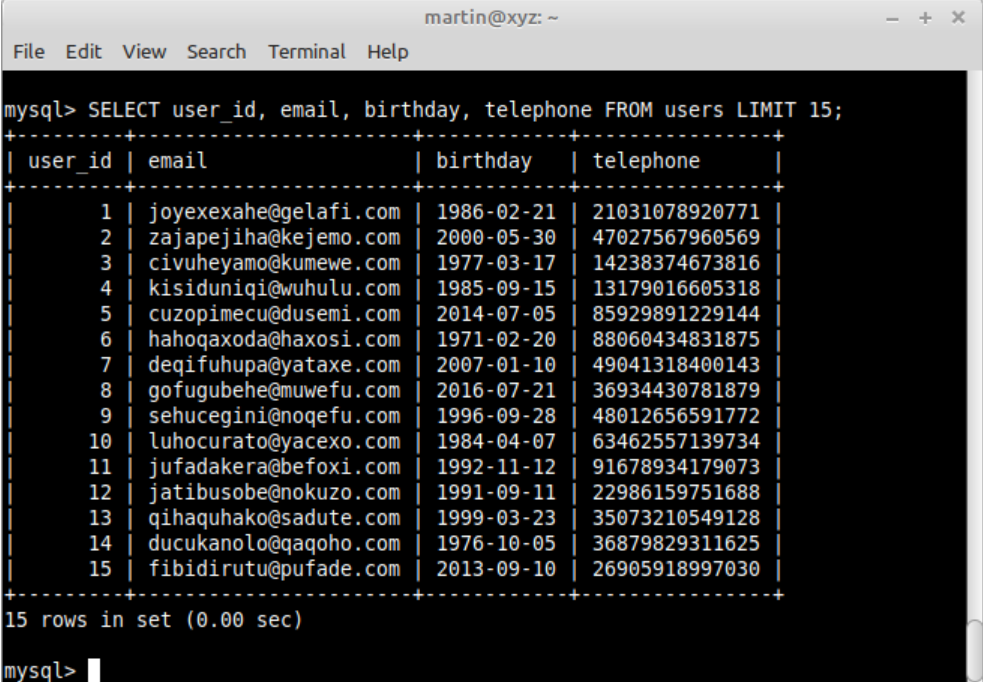 martin@xyz: ~
File Edit View Search Terminal Help
mysql> SELECT user_id, email, birthday, telephone FROM users LIMIT 15;
+---------+-----------------------+------------+----------------+
| user_id | email                 | birthday   | telephone      |
+---------+-----------------------+------------+----------------+
|       1 | joyexexahe@gelafi.com | 1986-02-21 | 21031078920771 |
|       2 | zajapejiha@kejemo.com | 2000-05-30 | 47027567960569 |
|       3 | civuheyamo@kumewe.com | 1977-03-17 | 14238374673816 |
|       4 | kisiduniqi@wuhulu.com | 1985-09-15 | 13179016605318 |
|       5 | cuzopimecu@dusemi.com | 2014-07-05 | 85929891229144 |
|       6 | hahoqaxoda@haxosi.com | 1971-02-20 | 88060434831875 |
|       7 | deqifuhupa@yataxe.com | 2007-01-10 | 49041318400143 |
|       8 | gofugubehe@muwefu.com | 2016-07-21 | 36934430781879 |
|       9 | sehucegini@noqefu.com | 1996-09-28 | 48012656591772 |
|      10 | luhocurato@yacexo.com | 1984-04-07 | 63462557139734 |
|      11 | jufadakera@befoxi.com | 1992-11-12 | 91678934179073 |
|      12 | jatibusobe@nokuzo.com | 1991-09-11 | 22986159751688 |
|      13 | qihaquhako@sadute.com | 1999-03-23 | 35073210549128 |
|      14 | ducukanolo@qaqoho.com | 1976-10-05 | 36879829311625 |
|      15 | fibidirutu@pufade.com | 2013-09-10 | 26905918997030 |
+---------+-----------------------+------------+----------------+
15 rows in set (0.00 sec)
mysql>